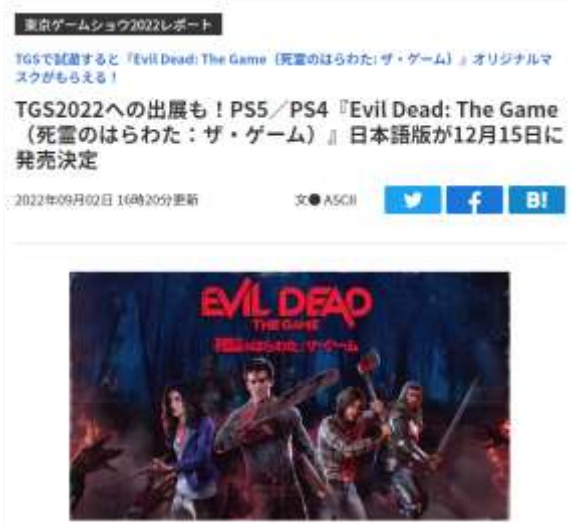 東京ゲームショウ2022レポート
TGSで試遊すると『Evil Dead: The Game（死霊のはらわた: ザ・ゲーム）』オリジナルマ
スクがもらえる！
TGS2022への出展も！PS5／PS4『Evil Dead: The Game
（死霊のはらわた：ザ・ゲーム）』日本語版が12月15日に
発売決定
2022年09月02日 16時20分更新
文● ASCII
B!
EVIL DEAD
THE GAME
死霊のはらわた：ザ・ゲーム